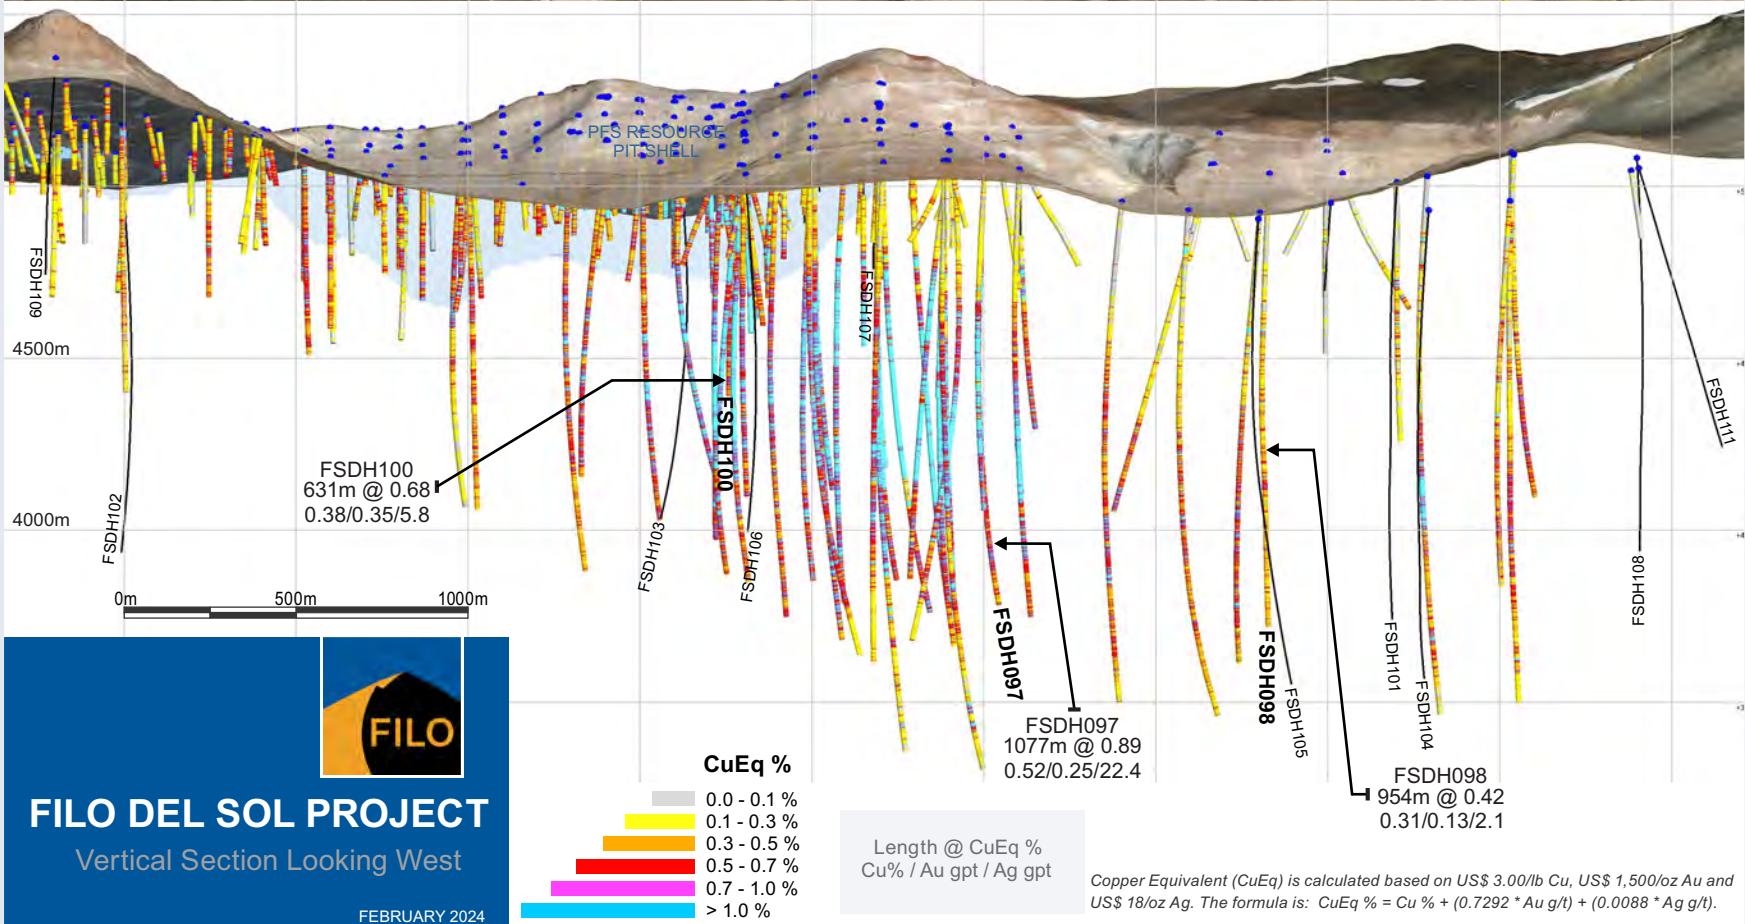 PFS RESOURCE
PIT SHELL
FSDH109
FSDH107
4500m
FSDH111
FSDH100
FSDH100
631m @ 0.68
0.38/0.35/5.8
4000m
FSDH102
FSDH103
FSDH106
FSDH108
0m 500m 1000m
FSDH097
FSDH098
FSDH101
FSDH104
FSDH105
FSDH097
1077m @ 0.89
0.52/0.25/22.4
FSDH098
954m @ 0.42
0.31/0.13/2.1
FILO
FILO DEL SOL PROJECT
Vertical Section Looking West
FEBRUARY 2024
CuEq %
0.0 - 0.1 %
0.1 - 0.3 %
0.3 - 0.5 %
0.5 - 0.7 %
0.7 - 1.0 %
> 1.0 %
Length @ CuEq %
Cu% / Au gpt / Ag gpt
Copper Equivalent (CuEq) is calculated based on US$ 3.00/lb Cu, US$ 1,500/oz Au and
US$ 18/oz Ag. The formula is: CuEq % = Cu % + (0.7292 * Au g/t) + (0.0088 * Ag g/t).